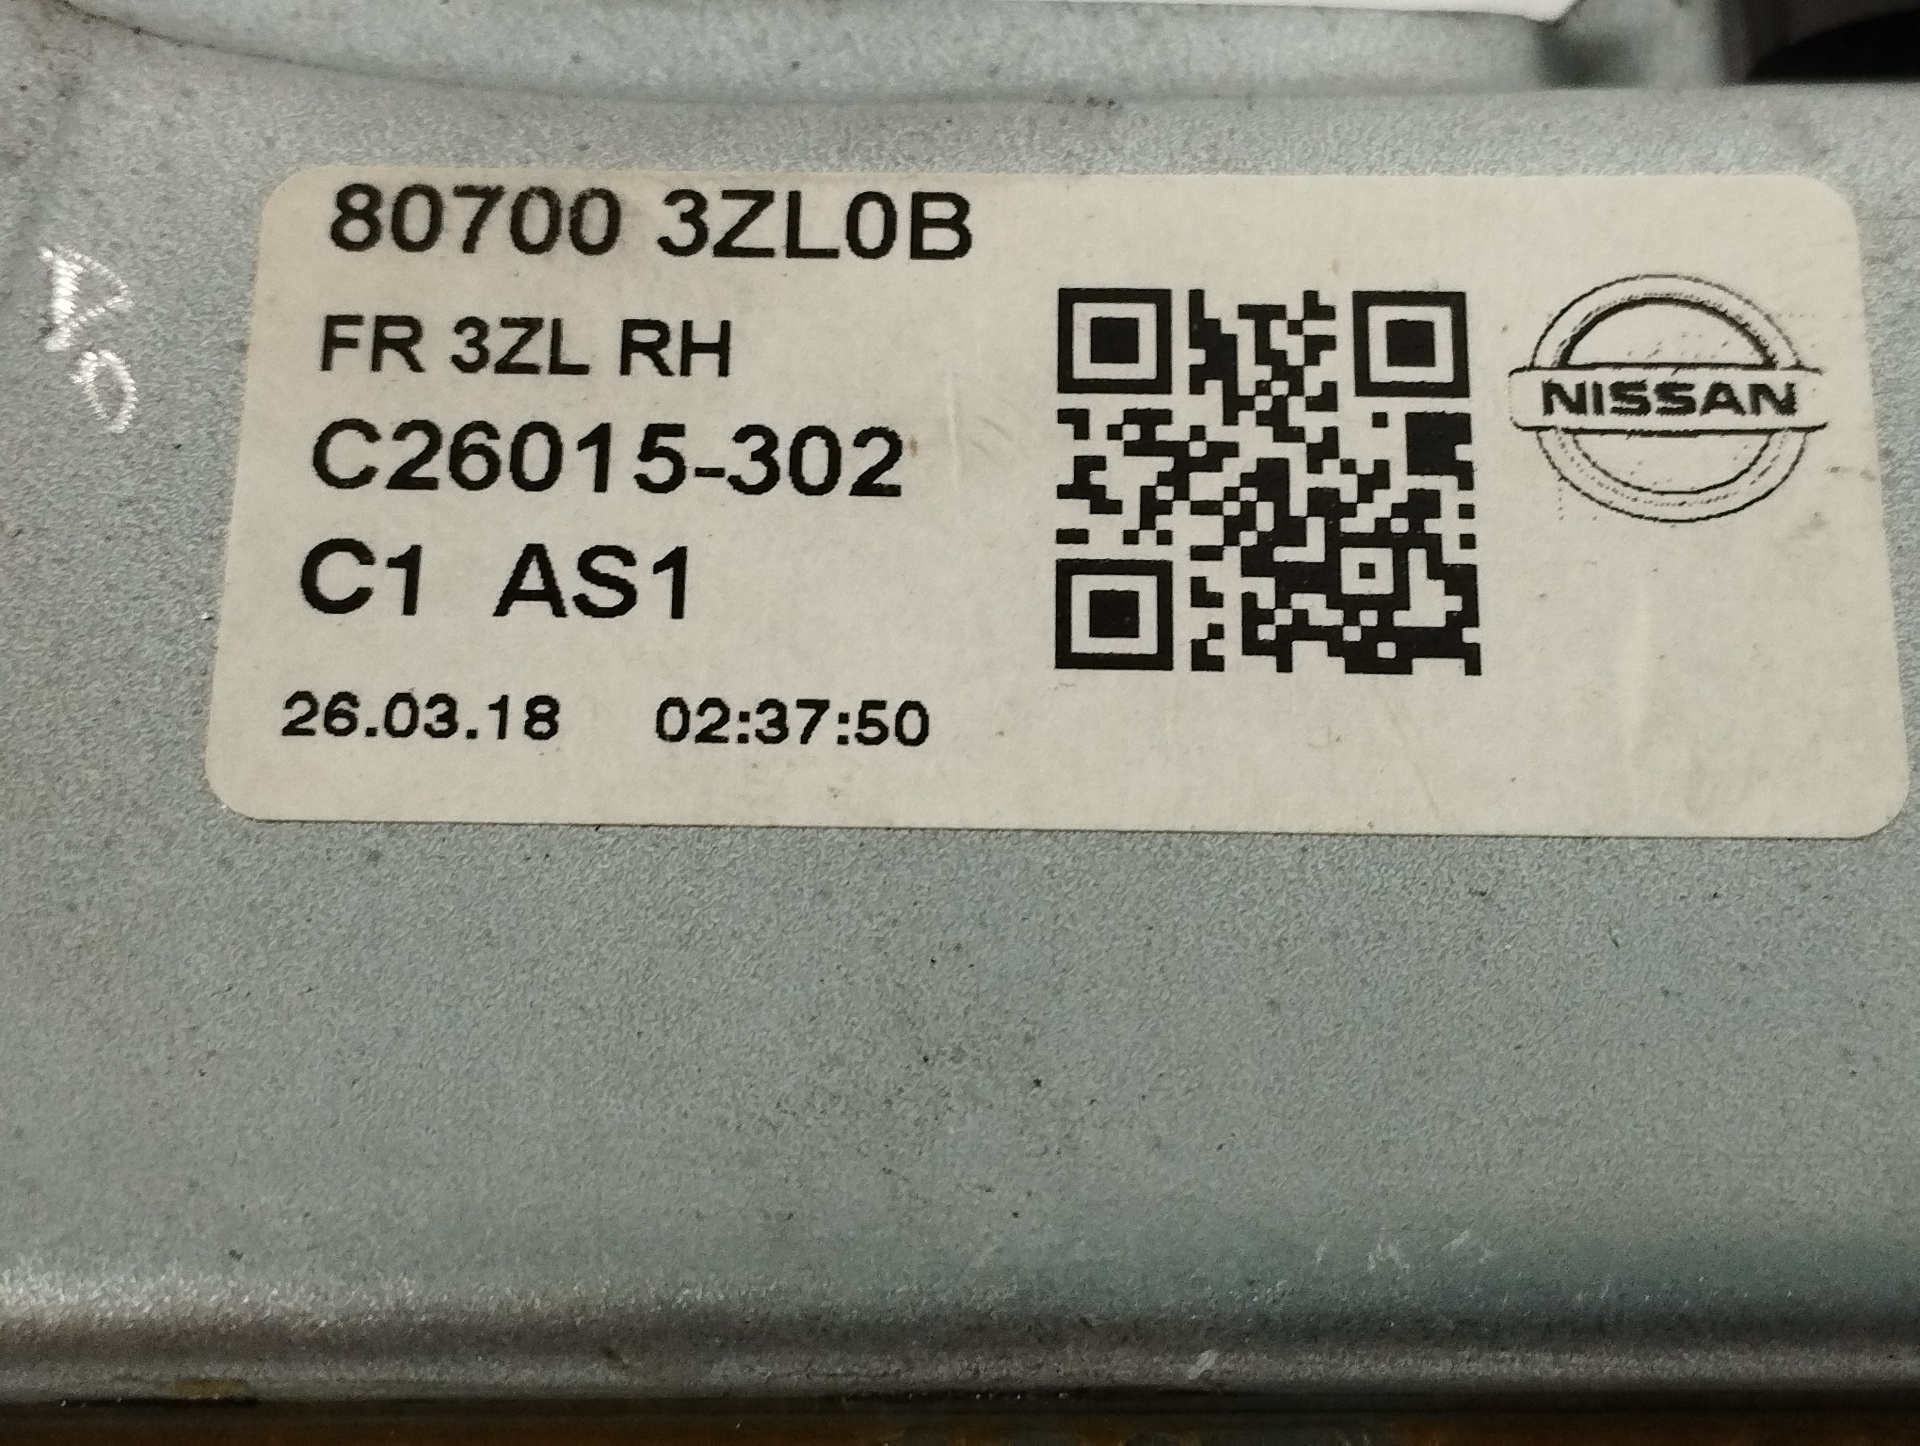 80700 3ZL0B
FR 3ZL RH
C26015-302
C1 AS1
26.03.18 02:37:50
NISSAN